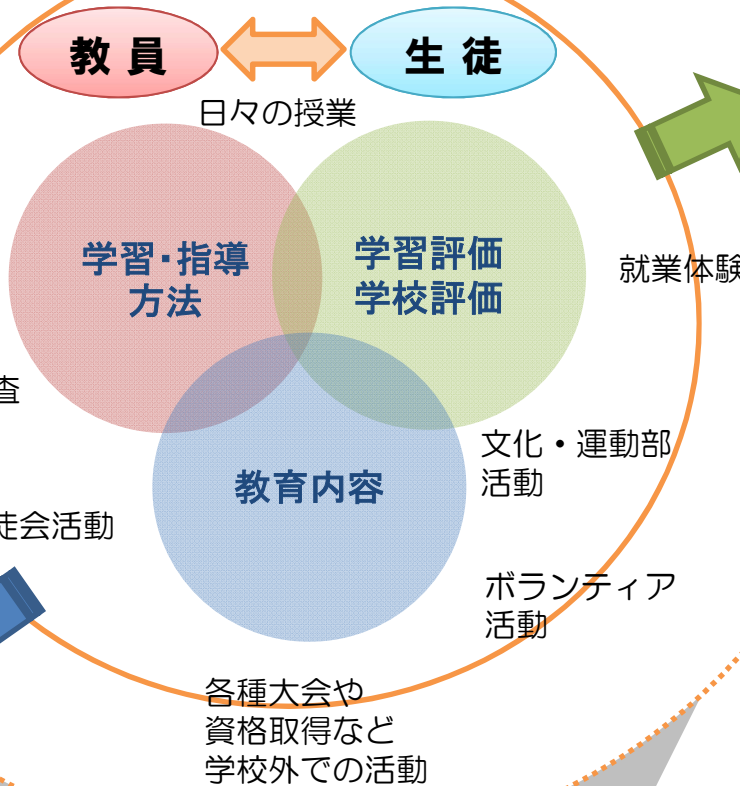 教員
生徒
日々の授業
学習・指導
方法
学習評価
学校評価
就業体験
査
教育内容
文化・運動部
活動
徒会活動
ボランティア
活動
各種大会や
資格取得など
学校外での活動